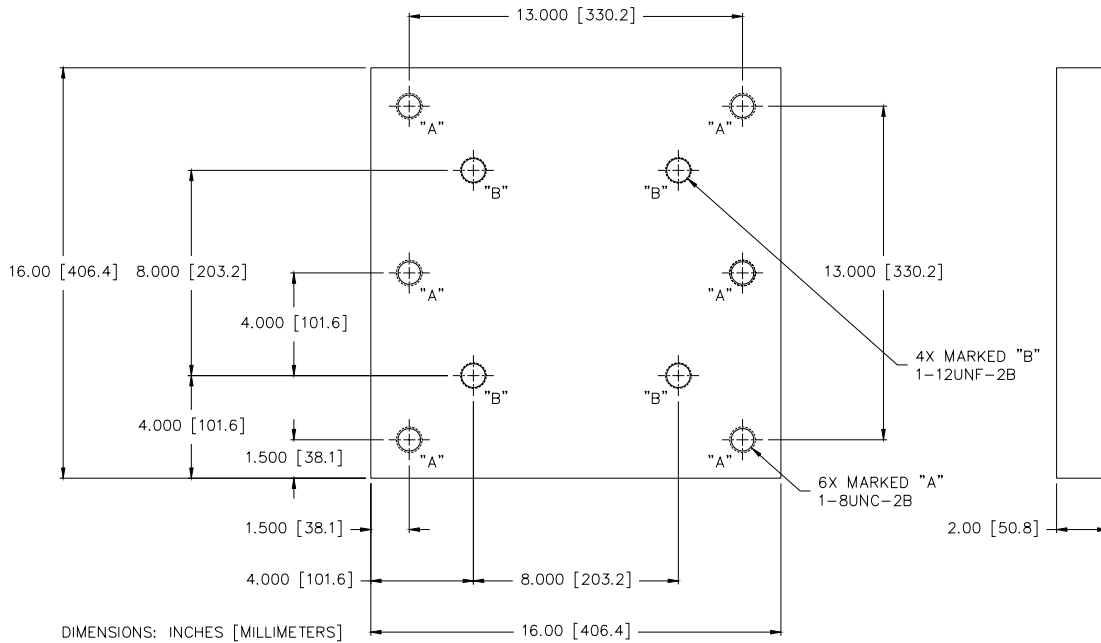 13.000 [330.2]
"A"
"A"
"B"
"B"
16.00 [406.4]
8.000 [203.2]
13.000 [330.2]
"A"
"A"
4.000 [101.6]
4X MARKED "B"
1-12UNF-2B
"B"
"B"
4.000 [101.6]
1.500 [38.1]
"A"
"A"
6X MARKED "A"
1-8UNC-2B
1.500 [38.1]
2.00 [50.8]
4.000 [101.6]
8.000 [203.2]
DIMENSIONS: INCHES [MILLIMETERS]
16.00 [406.4]